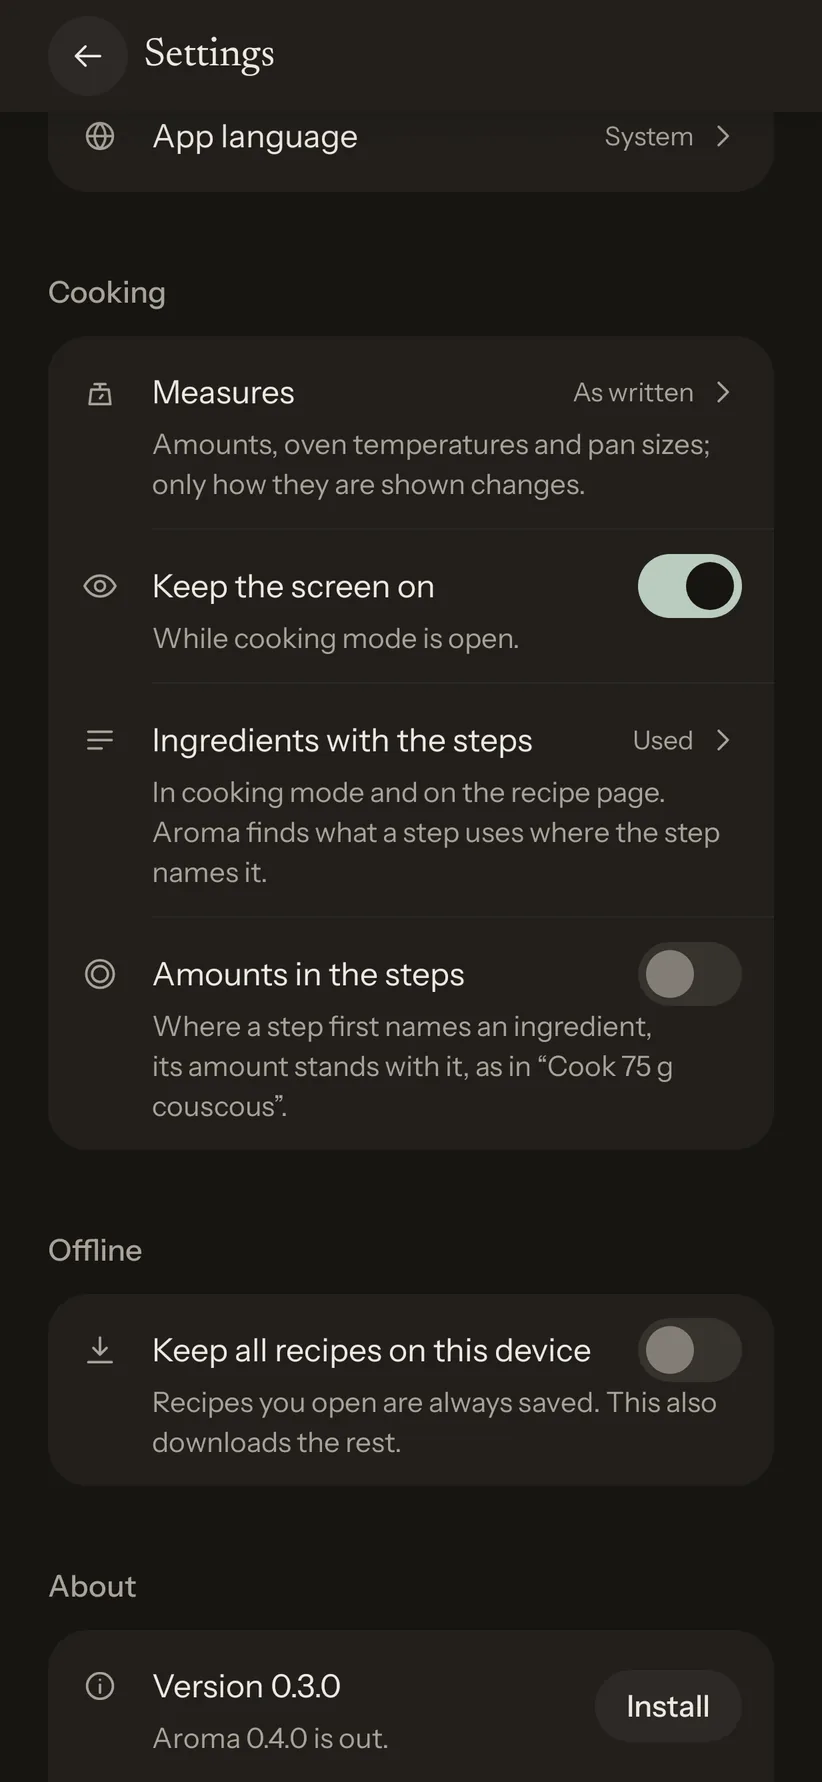 Settings
App language
System
Cooking
Measures
As written
Amounts, oven temperatures and pan sizes;
only how they are shown changes.
Keep the screen on
While cooking mode is open.
Ingredients with the steps
Used
In cooking mode and on the recipe page.
Aroma finds what a step uses where the step
names it.
Amounts in the steps
Where a step first names an ingredient,
its amount stands with it, as in “Cook 75 g
couscous”.
Offline
Keep all recipes on this device
Recipes you open are always saved. This also
downloads the rest.
About
Version 0.3.0
Install
Aroma 0.4.0 is out.